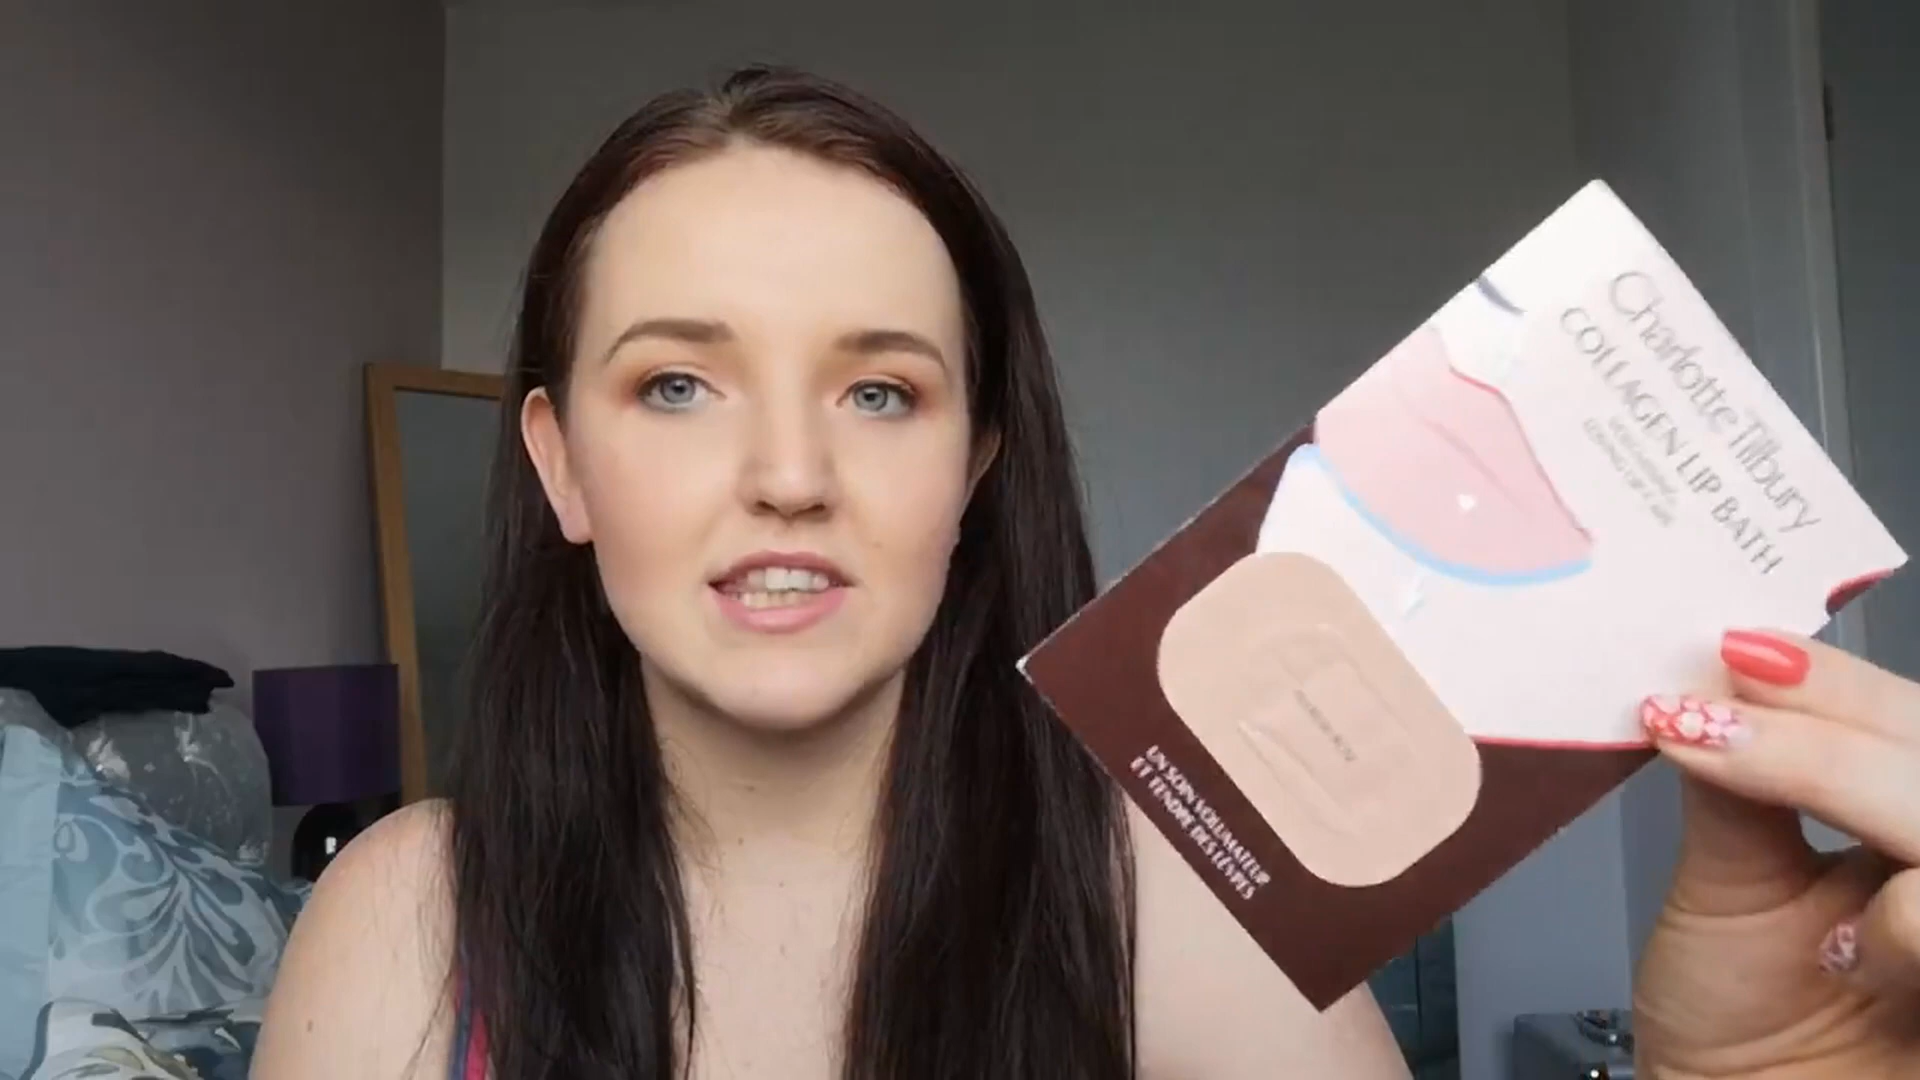 Charlotte Tilbury
COLLAGEN LIP BATH
UN SOIN VOLUMATEUR
ET TENDRE DES LÈVRES